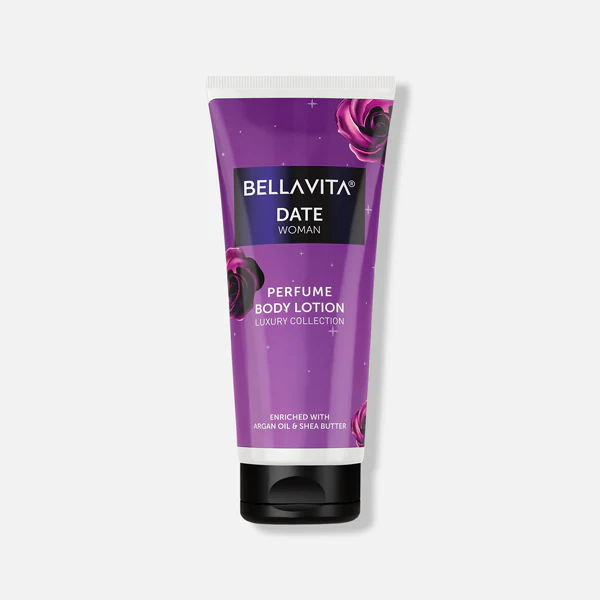 BELLAVITA®
DATE
WOMAN
PERFUME
BODY LOTION
LUXURY COLLECTION
ENRICHED WITH
ARGAN OIL & SHEA BUTTER